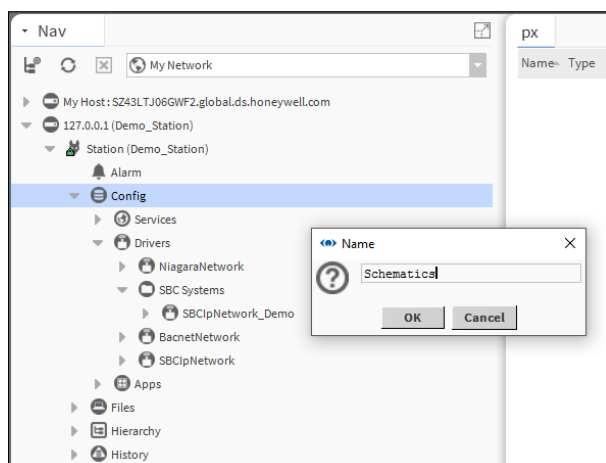 Nav
px
My Network
Name Type
My Host : SZ43LTJ06GWF2.global.ds.honeywell.com
127.0.0.1 (Demo_Station)
Station (Demo_Station)
Alarm
Config
Services
Drivers
NiagaraNetwork
SBC Systems
SBCIpNetwork_Demo
BacnetNetwork
SBCIpNetwork
Apps
Files
Hierarchy
History
Name
Schematics
OK Cancel